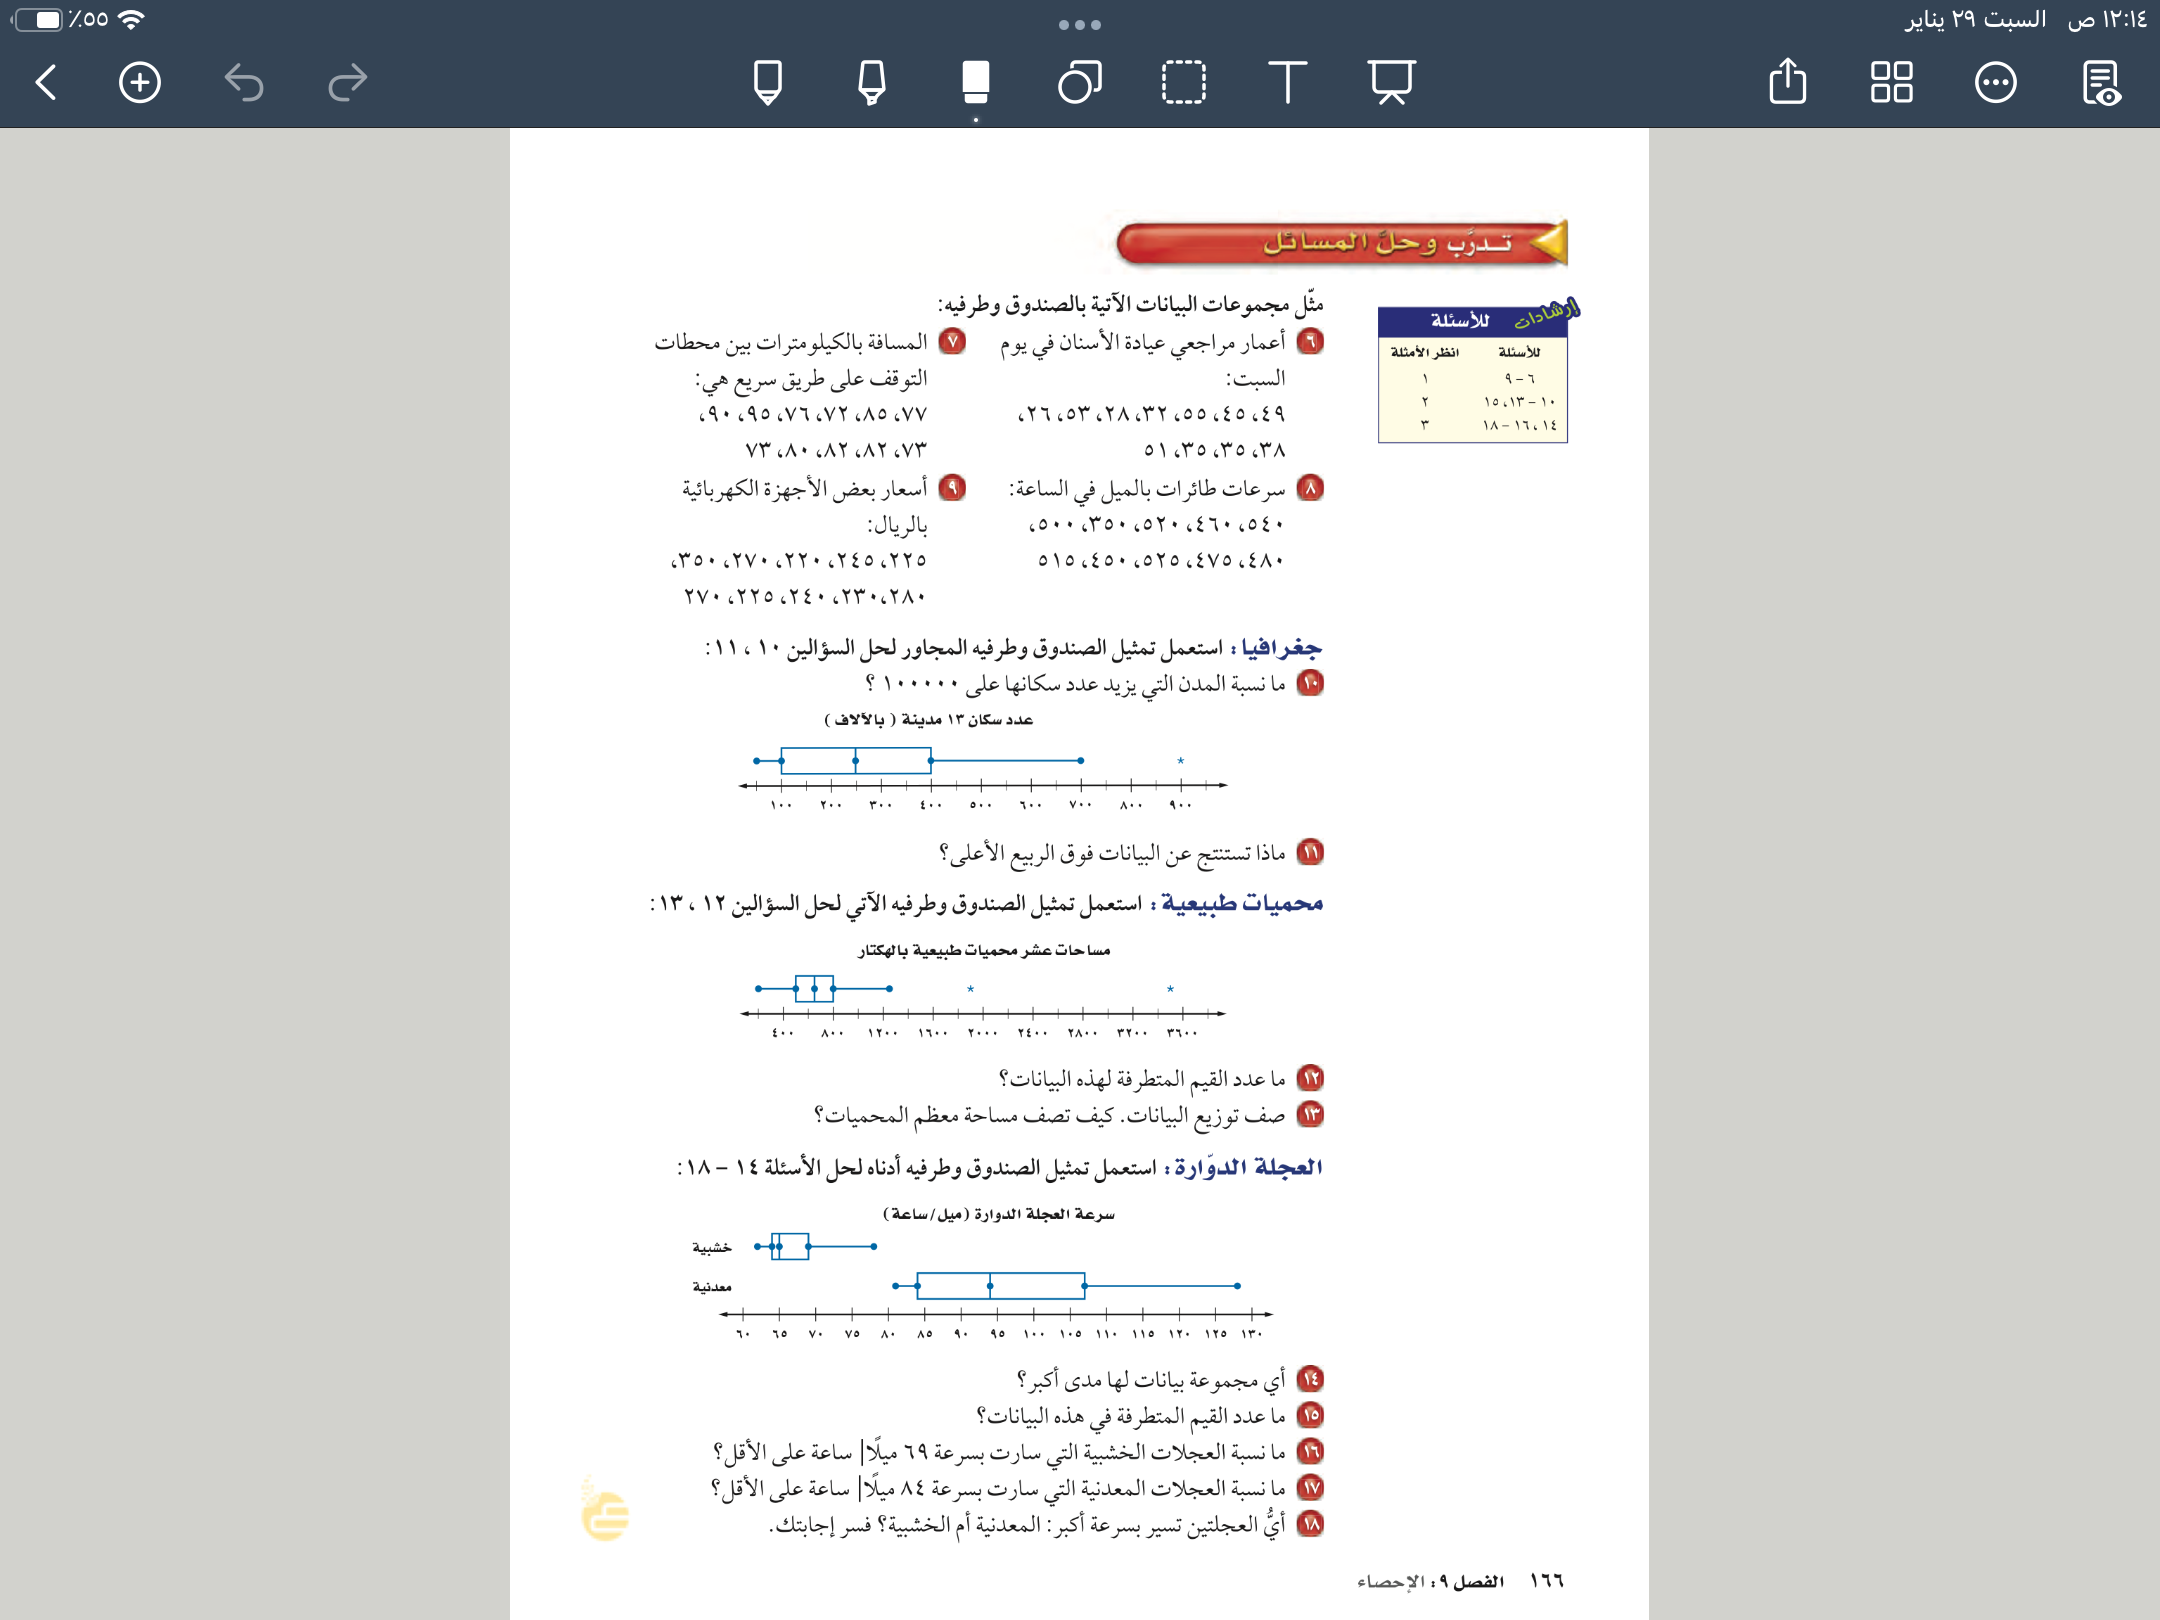 ١٢:١٤ ص السبت ٢٩ يناير
٪٥٥
تـدرَّب وحلَّ المسائل
إرشادات للأسئلة
للأسئلة انظر الأمثلة
٦ – ٩ ١
١٠ – ١٣، ١٥ ٢
١٤، ١٦ – ١٨ ٣
مثّل مجموعات البيانات الآتية بالصندوق وطرفيه:
٦ أعمار مراجعي عيادة الأسنان في يوم
السبت:
٤٩، ٤٥، ٥٥، ٣٢، ٢٨، ٥٣، ٢٦،
٣٨، ٣٥، ٣٥، ٥١
٧ المسافة بالكيلومترات بين محطات
التوقف على طريق سريع هي:
٧٧، ٨٥، ٧٢، ٧٦، ٩٥، ٩٠،
٧٣، ٨٢، ٨٢، ٨٠، ٧٣
٨ سرعات طائرات بالميل في الساعة:
٥٤٠، ٤٦٠، ٥٢٠، ٣٥٠، ٥٠٠،
٤٨٠، ٤٧٥، ٥٢٥، ٤٥٠، ٥١٥
٩ أسعار بعض الأجهزة الكهربائية
بالريال:
٢٢٥، ٢٤٥، ٢٢٠، ٢٧٠، ٣٥٠،
٢٨٠، ٢٣٠، ٢٤٠، ٢٢٥، ٢٧٠
جغرافيا: استعمل تمثيل الصندوق وطرفيه المجاور لحل السؤالين ١٠، ١١:
١٠ ما نسبة المدن التي يزيد عدد سكانها على ١٠٠٠٠٠ ؟
عدد سكان ١٣ مدينة ( بالآلاف )
١٠٠ ٢٠٠ ٣٠٠ ٤٠٠ ٥٠٠ ٦٠٠ ٧٠٠ ٨٠٠ ٩٠٠
١١ ماذا تستنتج عن البيانات فوق الربيع الأعلى؟
محميات طبيعية: استعمل تمثيل الصندوق وطرفيه الآتي لحل السؤالين ١٢، ١٣:
مساحات عشر محميات طبيعية بالهكتار
٤٠٠ ٨٠٠ ١٢٠٠ ١٦٠٠ ٢٠٠٠ ٢٤٠٠ ٢٨٠٠ ٣٢٠٠ ٣٦٠٠
١٢ ما عدد القيم المتطرفة لهذه البيانات؟
١٣ صف توزيع البيانات. كيف تصف مساحة معظم المحميات؟
العجلة الدوّارة: استعمل تمثيل الصندوق وطرفيه أدناه لحل الأسئلة ١٤ – ١٨:
سرعة العجلة الدوارة (ميل/ساعة)
خشبية
معدنية
٦٠ ٦٥ ٧٠ ٧٥ ٨٠ ٨٥ ٩٠ ٩٥ ١٠٠ ١٠٥ ١١٠ ١١٥ ١٢٠ ١٢٥ ١٣٠
١٤ أي مجموعة بيانات لها مدى أكبر؟
١٥ ما عدد القيم المتطرفة في هذه البيانات؟
١٦ ما نسبة العجلات الخشبية التي سارت بسرعة ٦٩ ميلًا| ساعة على الأقل؟
١٧ ما نسبة العجلات المعدنية التي سارت بسرعة ٨٤ ميلًا| ساعة على الأقل؟
١٨ أيُّ العجلتين تسير بسرعة أكبر: المعدنية أم الخشبية؟ فسر إجابتك.
١٦٦ الفصل ٩: الإحصاء